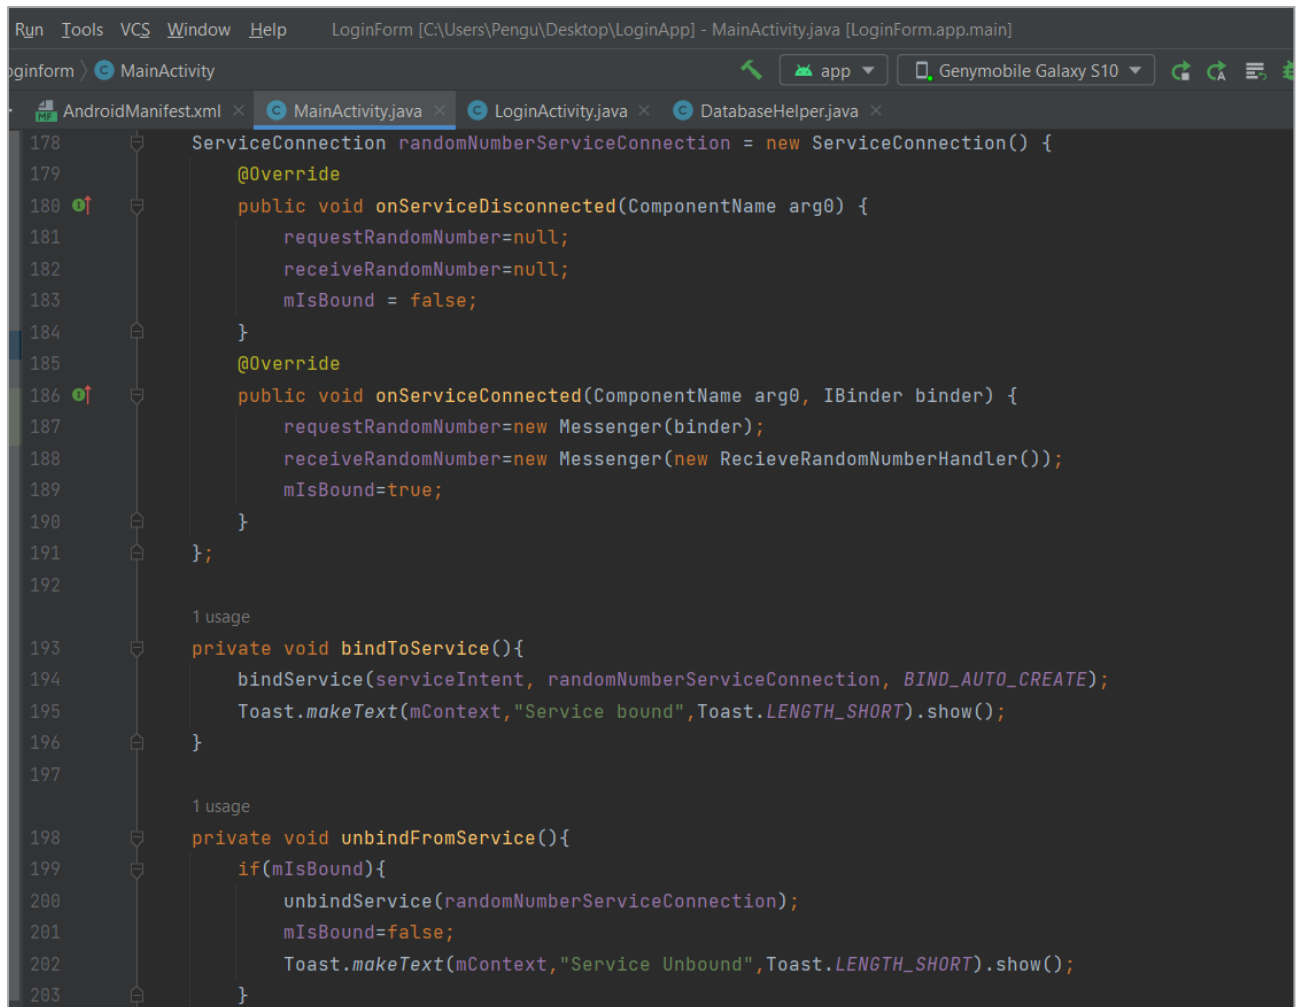 Run Tools VCS Window Help LoginForm [C:\Users\Pengu\Desktop\LoginApp] - MainActivity.java [LoginForm.app.main]
oginform MainActivity app Genymobile Galaxy S10
AndroidManifest.xml MainActivity.java LoginActivity.java DatabaseHelper.java
178 ServiceConnection randomNumberServiceConnection = new ServiceConnection() {
179 @Override
180 public void onServiceDisconnected(ComponentName arg0) {
181 requestRandomNumber=null;
182 receiveRandomNumber=null;
183 mIsBound = false;
184 }
185 @Override
186 public void onServiceConnected(ComponentName arg0, IBinder binder) {
187 requestRandomNumber=new Messenger(binder);
188 receiveRandomNumber=new Messenger(new RecieveRandomNumberHandler());
189 mIsBound=true;
190 }
191 };
192
1 usage
193 private void bindToService(){
194 bindService(serviceIntent, randomNumberServiceConnection, BIND_AUTO_CREATE);
195 Toast.makeText(mContext,"Service bound",Toast.LENGTH_SHORT).show();
196 }
197
1 usage
198 private void unbindFromService(){
199 if(mIsBound){
200 unbindService(randomNumberServiceConnection);
201 mIsBound=false;
202 Toast.makeText(mContext,"Service Unbound",Toast.LENGTH_SHORT).show();
203 }